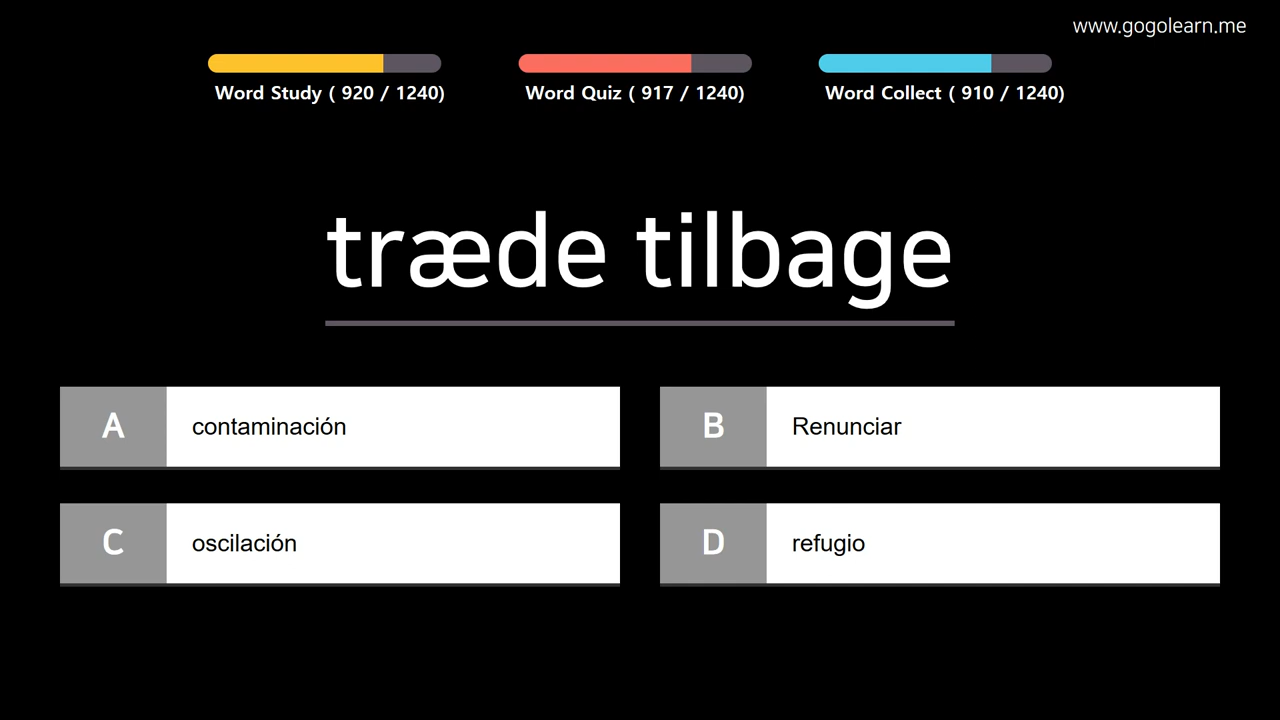 www.gogolearn.me
Word Study ( 920 / 1240)
Word Quiz ( 917 / 1240)
Word Collect ( 910 / 1240)
træde tilbage
A contaminación
B Renunciar
C oscilación
D refugio